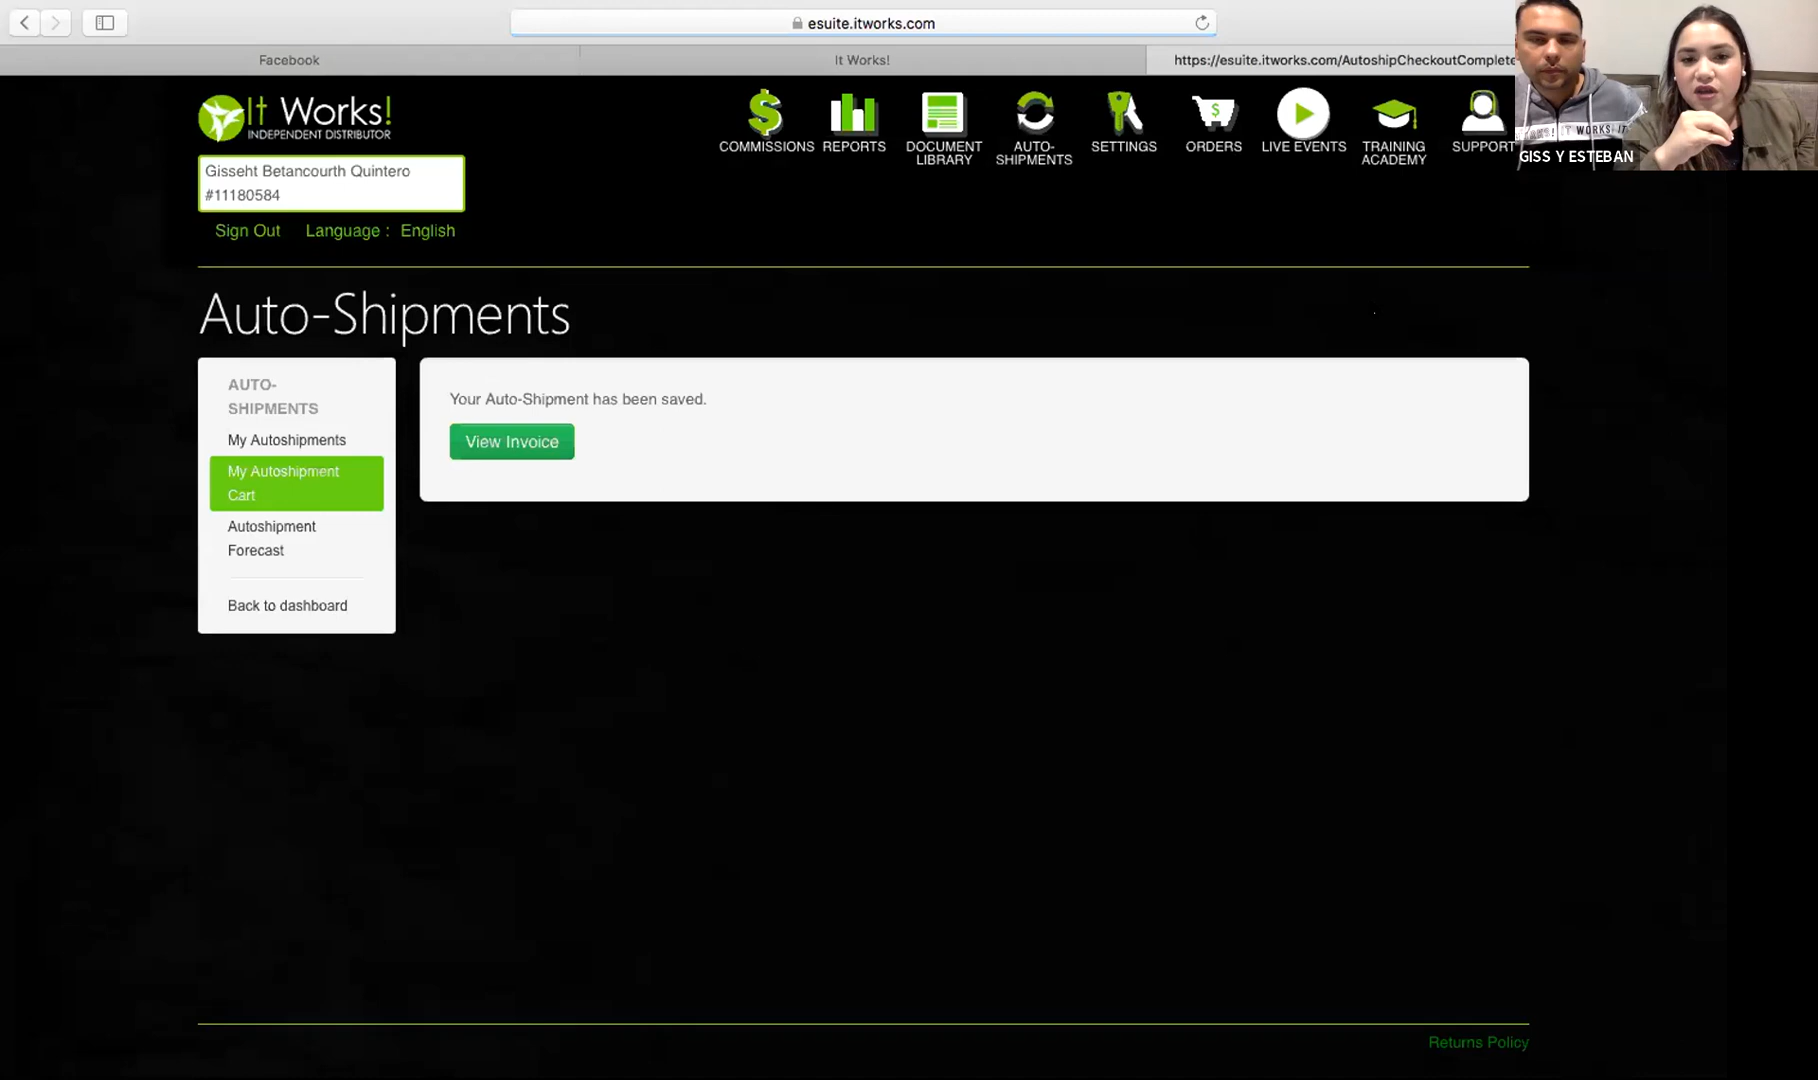 esuite.itworks.com
Facebook
It Works!
https://esuite.itworks.com/AutoshipCheckoutComplete
It Works!
INDEPENDENT DISTRIBUTOR
COMMISSIONS
REPORTS
DOCUMENT
LIBRARY
AUTO-
SHIPMENTS
SETTINGS
ORDERS
LIVE EVENTS
TRAINING
ACADEMY
SUPPORT
GISS Y ESTEBAN
Gisseht Betancourth Quintero
#11180584
Sign Out
Language : English
Auto-Shipments
AUTO-
SHIPMENTS
My Autoshipments
My Autoshipment
Cart
Autoshipment
Forecast
Back to dashboard
Your Auto-Shipment has been saved.
View Invoice
Returns Policy